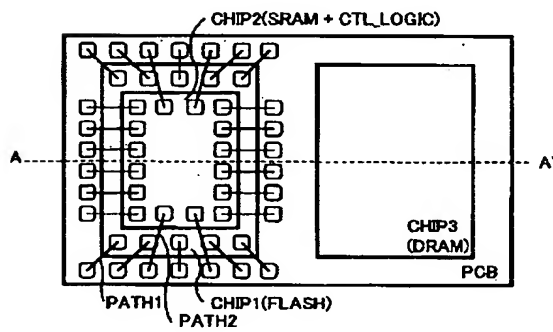 CHIP2(SRAM + CTL_LOGIC)
A
A'
CHIP3
(DRAM)
PCB
PATH1
CHIP1(FLASH)
PATH2